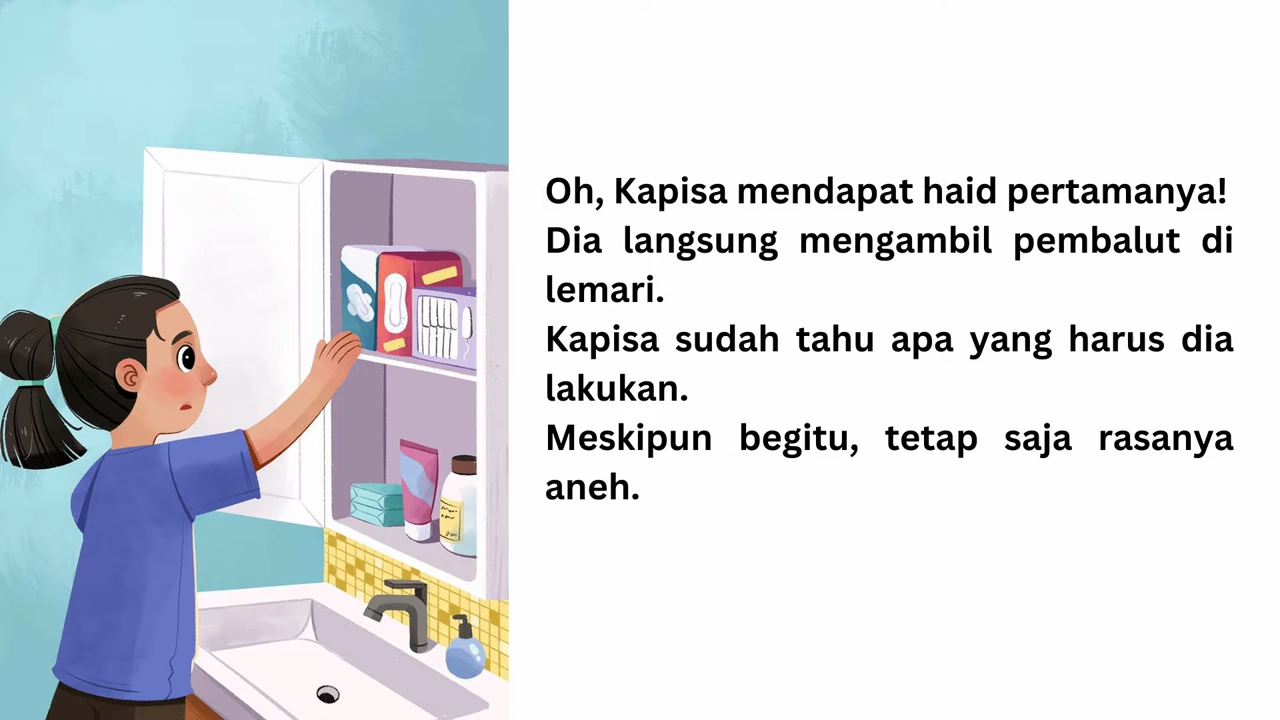 Oh, Kapisa mendapat haid pertamanya!
Dia langsung mengambil pembalut di
lemari.
Kapisa sudah tahu apa yang harus dia
lakukan.
Meskipun begitu, tetap saja rasanya
aneh.